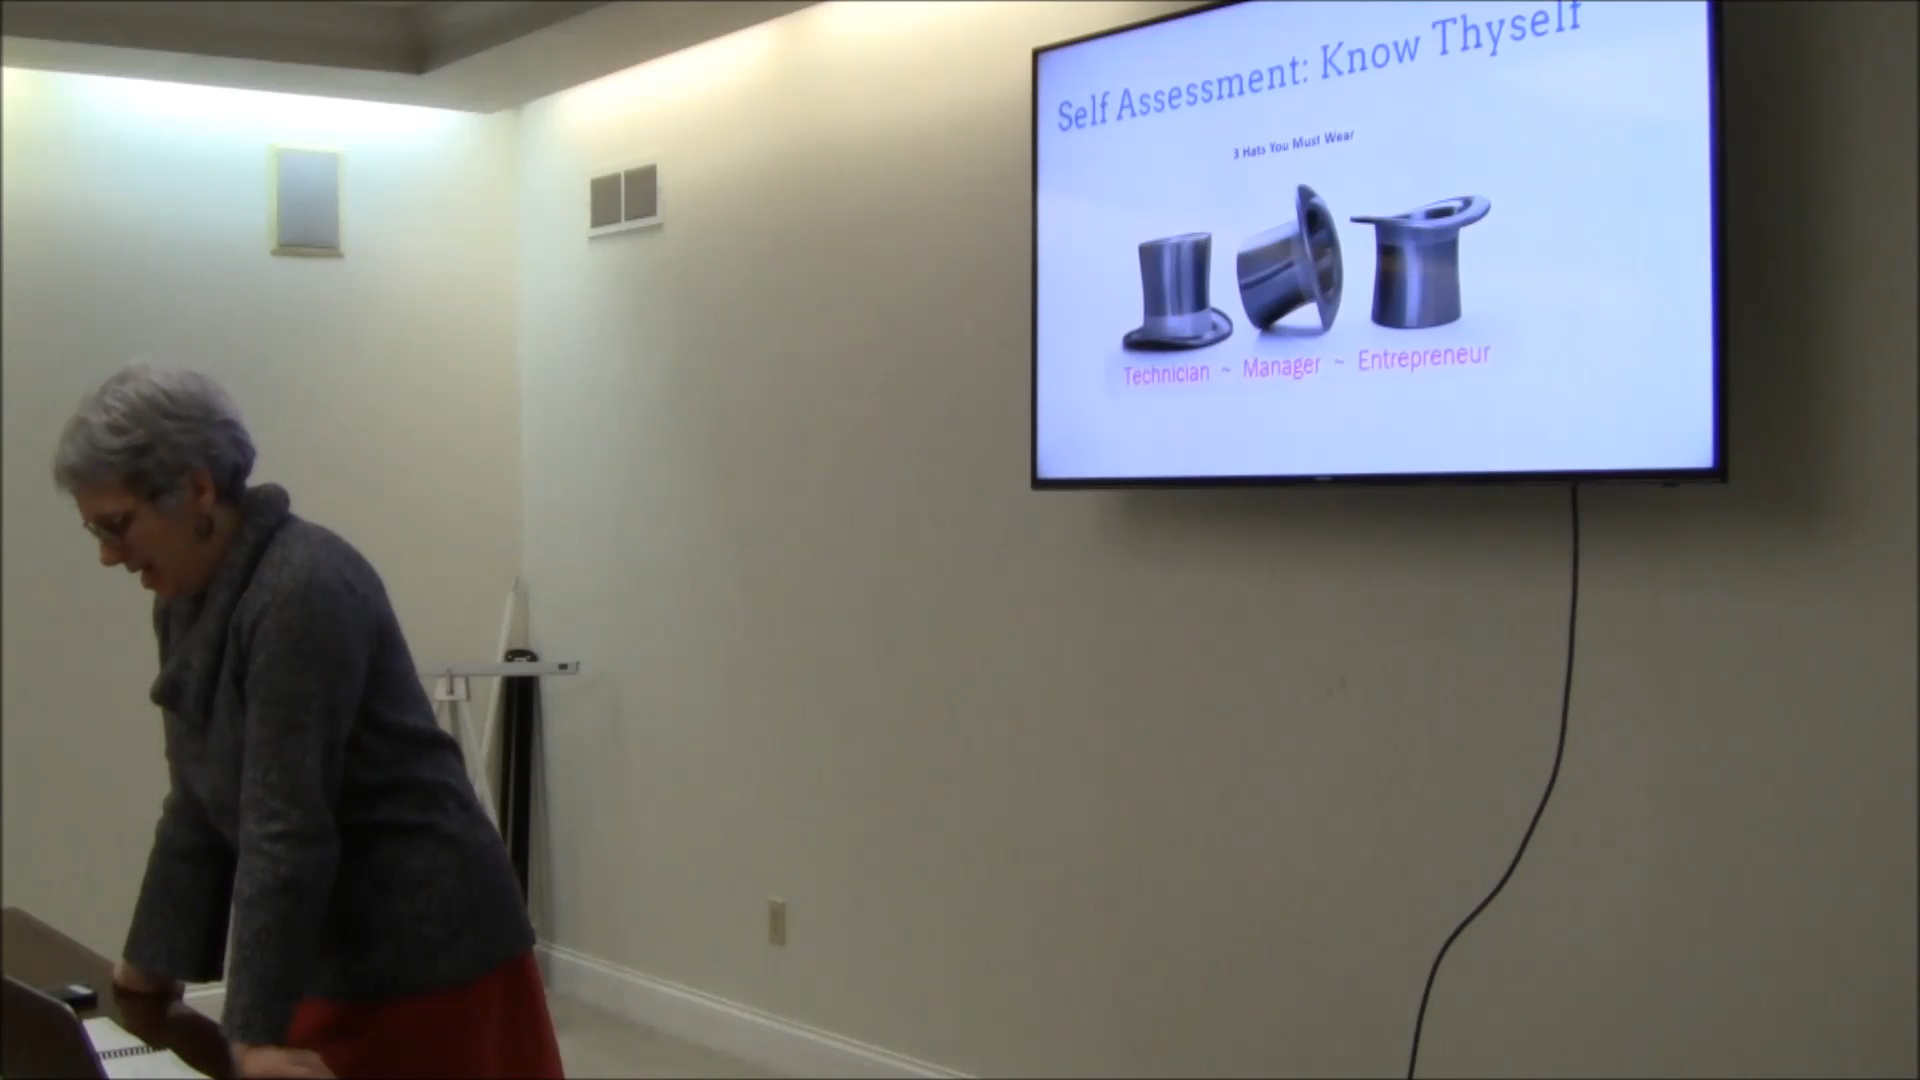 Self Assessment: Know Thyself
3 Hats You Must Wear
Technician ~ Manager ~ Entrepreneur